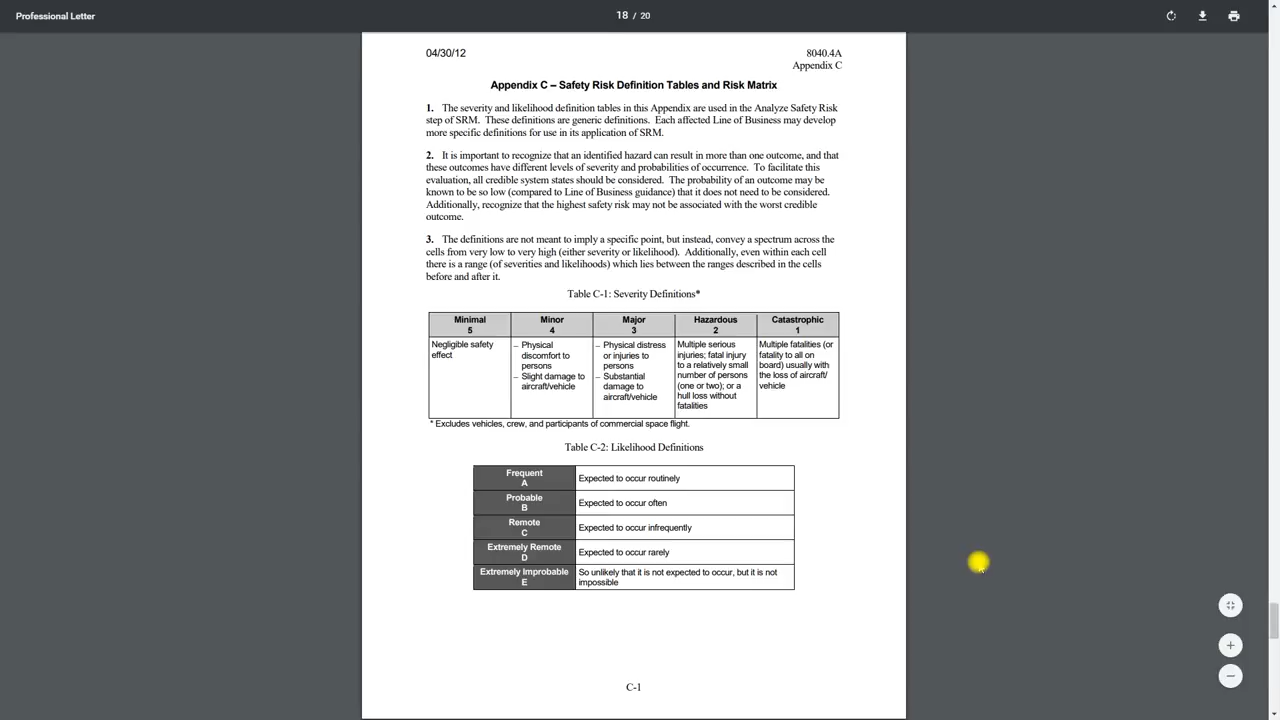 Professional Letter
18 / 20
04/30/12
8040.4A
Appendix C
Appendix C – Safety Risk Definition Tables and Risk Matrix
1. The severity and likelihood definition tables in this Appendix are used in the Analyze Safety Risk
step of SRM. These definitions are generic definitions. Each affected Line of Business may develop
more specific definitions for use in its application of SRM.
2. It is important to recognize that an identified hazard can result in more than one outcome, and that
these outcomes have different levels of severity and probabilities of occurrence. To facilitate this
evaluation, all credible system states should be considered. The probability of an outcome may be
known to be so low (compared to Line of Business guidance) that it does not need to be considered.
Additionally, recognize that the highest safety risk may not be associated with the worst credible
outcome.
3. The definitions are not meant to imply a specific point, but instead, convey a spectrum across the
cells from very low to very high (either severity or likelihood). Additionally, even within each cell
there is a range (of severities and likelihoods) which lies between the ranges described in the cells
before and after it.
Table C-1: Severity Definitions*
Minimal
5
Minor
4
Major
3
Hazardous
2
Catastrophic
1
Negligible safety
effect
– Physical
discomfort to
persons
– Slight damage to
aircraft/vehicle
– Physical distress
or injuries to
persons
– Substantial
damage to
aircraft/vehicle
Multiple serious
injuries; fatal injury
to a relatively small
number of persons
(one or two); or a
hull loss without
fatalities
Multiple fatalities (or
fatality to all on
board) usually with
the loss of aircraft/
vehicle
* Excludes vehicles, crew, and participants of commercial space flight.
Table C-2: Likelihood Definitions
Frequent
A
Expected to occur routinely
Probable
B
Expected to occur often
Remote
C
Expected to occur infrequently
Extremely Remote
D
Expected to occur rarely
Extremely Improbable
E
So unlikely that it is not expected to occur, but it is not
impossible
C-1